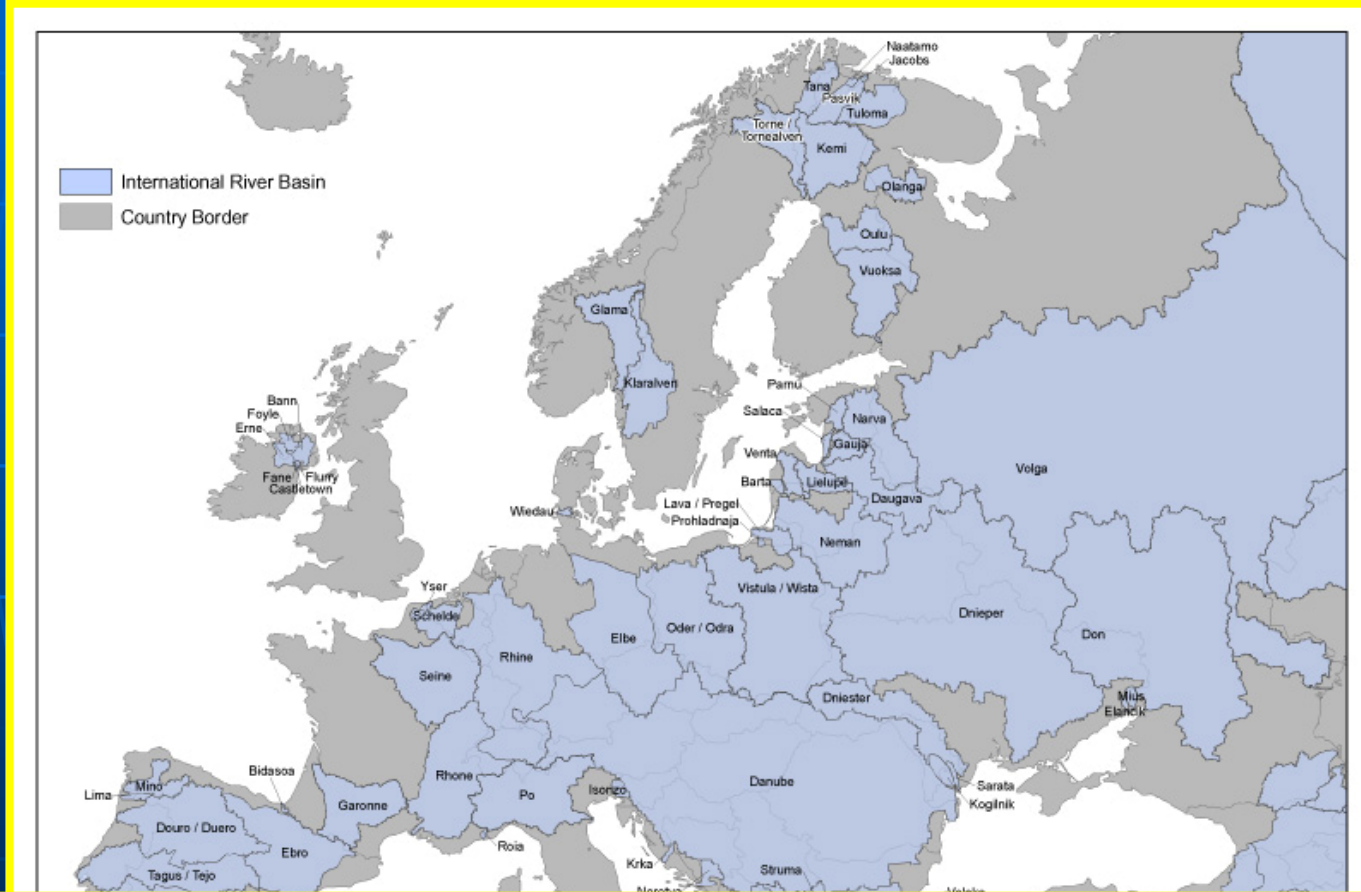 Naatamo
Jacobs
Tana
Pasvik
Tuloma
Torne /
Tornealven
Kemi
International River Basin
Olanga
Country Border
Oulu
Vuoksa
Glama
Klaralven
Parnu
Bann
Salaca
Foyle
Narva
Erne
Gauja
Venta
Volga
Fane
Flurry
Barta
Lielupe
Castletown
Daugava
Lava / Pregel
Wiedau
Prohladnaja
Neman
Yser
Vistula / Wista
Schelde
Dnieper
Oder / Odra
Elbe
Don
Rhine
Seine
Dniester
Mius
Elancik
Bidasoa
Rhone
Danube
Mino
Lima
Po
Isonzo
Sarata
Garonne
Kogilnik
Douro / Duero
Roia
Ebro
Krka
Struma
Tagus / Tejo